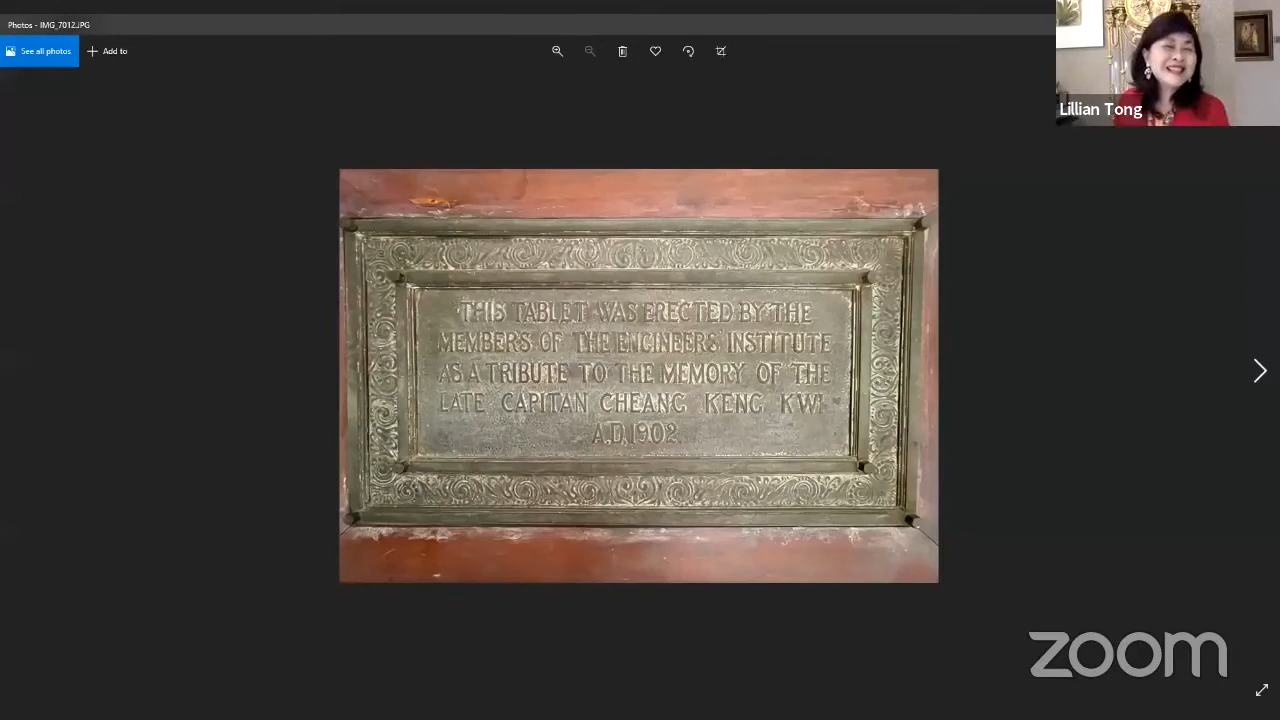 Photos - IMG_7012.JPG
See all photos
Add to
Lillian Tong
THIS TABLET WAS ERECTED BY THE
MEMBERS OF THE ENGINEERS INSTITUTE
AS A TRIBUTE TO THE MEMORY OF THE
LATE CAPITAN CHEANG KENG KWI
A.D. 1902
zoom